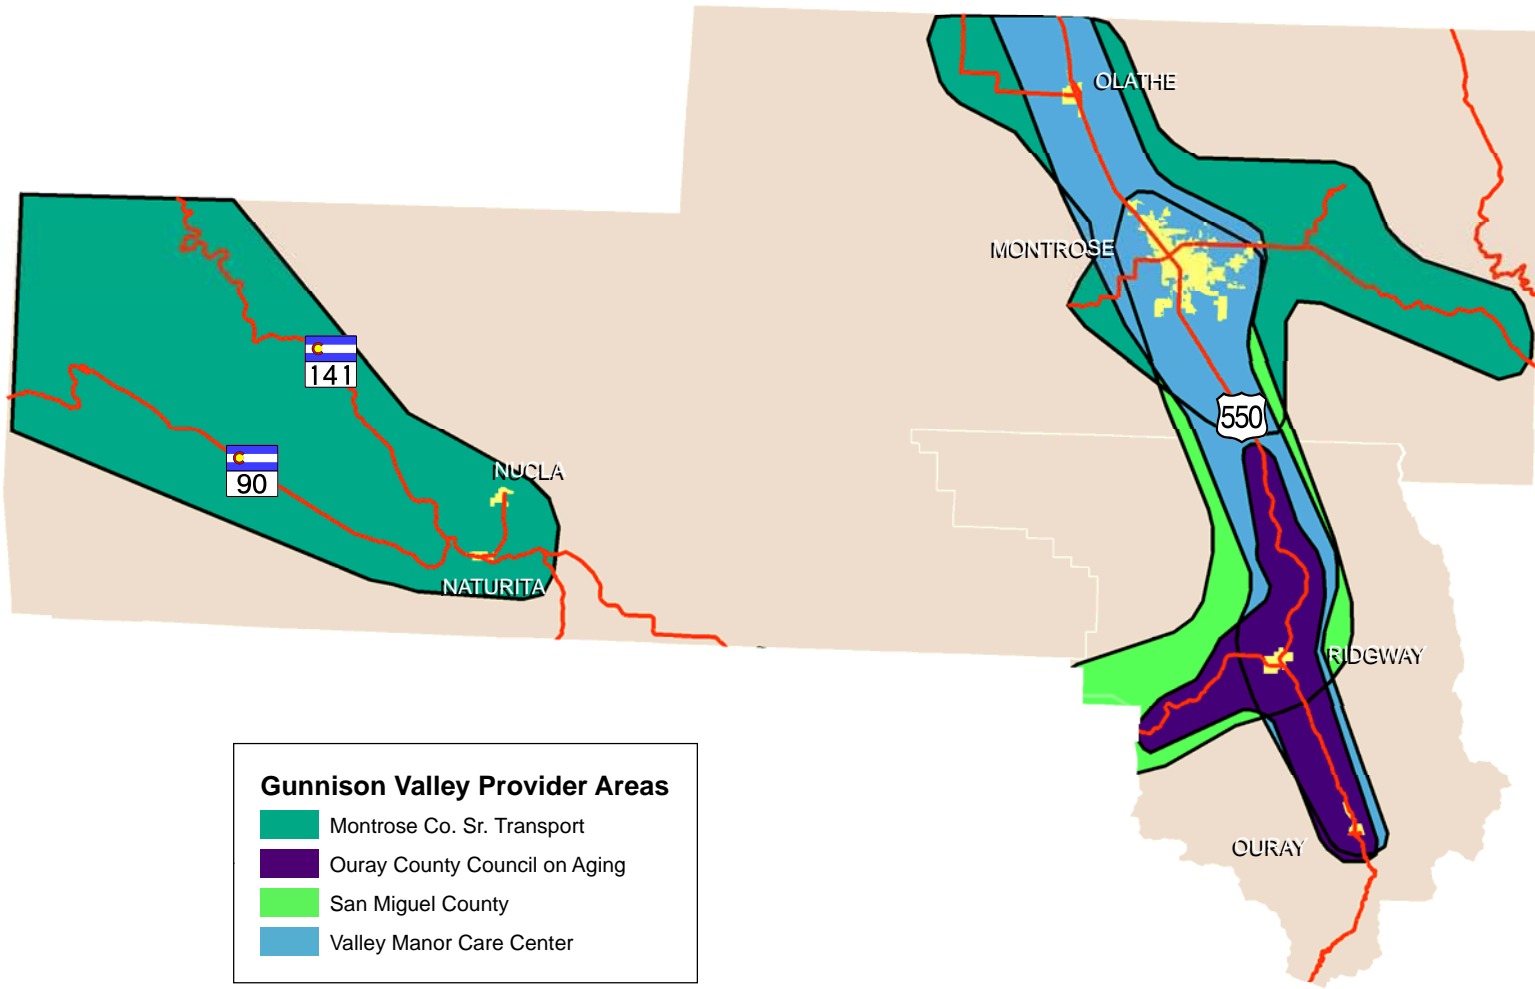 OLATHE
MONTROSE
141
550
90
NUCLA
NATURITA
RIDGWAY
OURAY
Gunnison Valley Provider Areas
Montrose Co. Sr. Transport
Ouray County Council on Aging
San Miguel County
Valley Manor Care Center